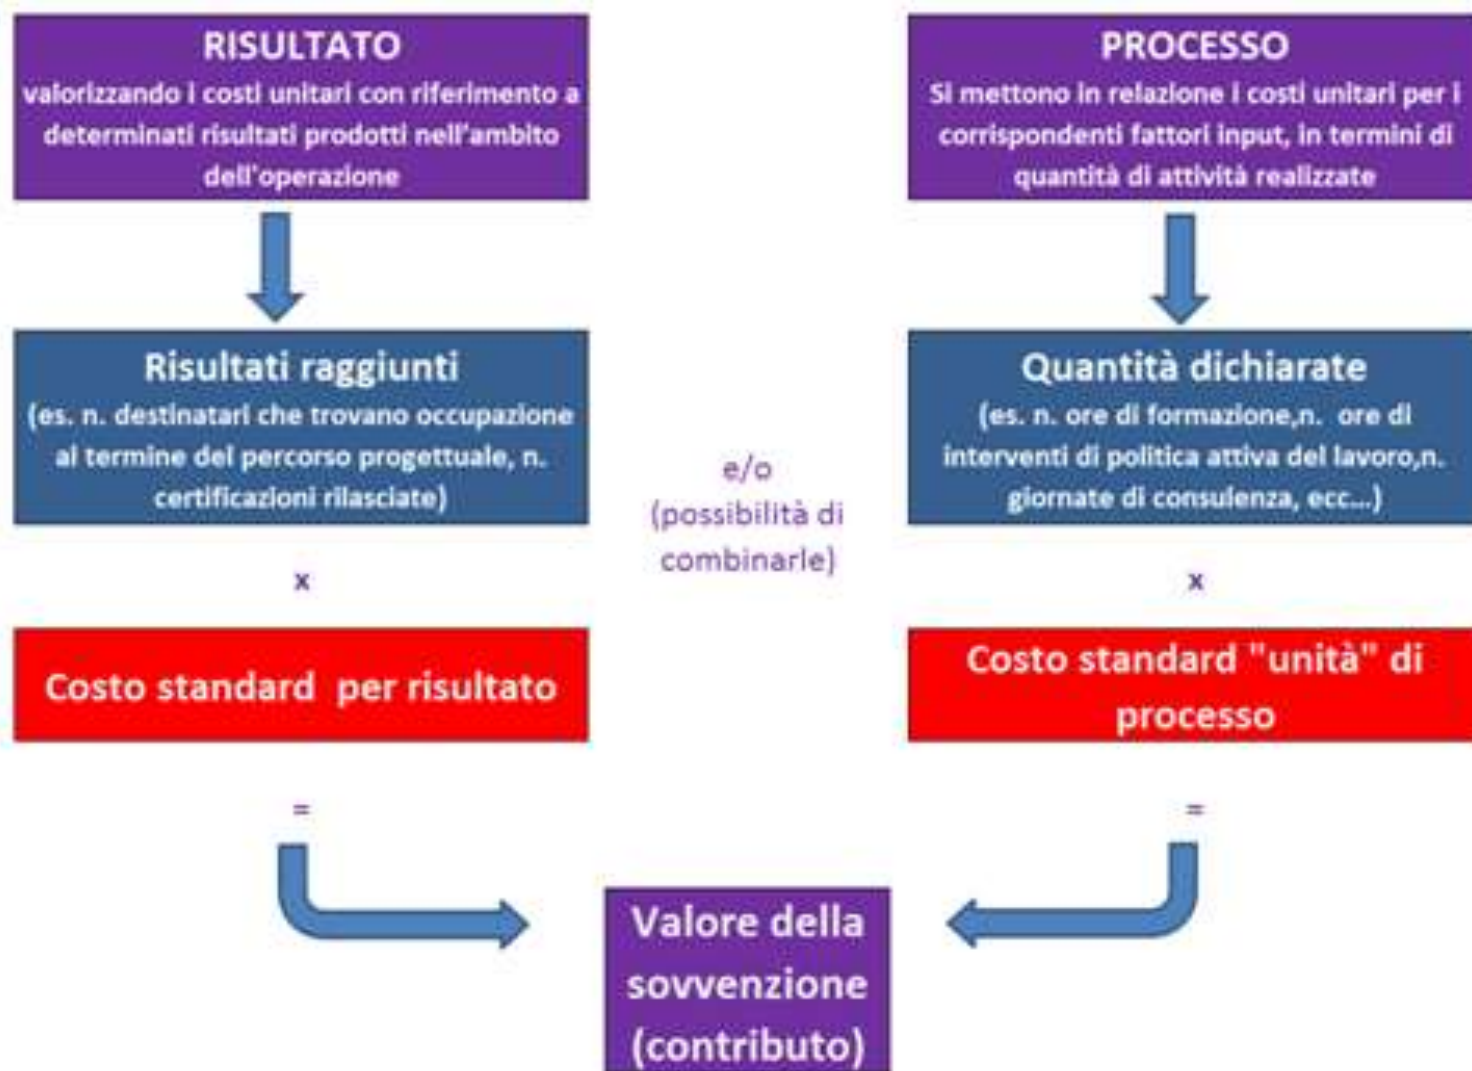 RISULTATO
valorizzando i costi unitari con riferimento a
determinati risultati prodotti nell'ambito
dell'operazione
PROCESSO
Si mettono in relazione i costi unitari per i
corrispondenti fattori input, in termini di
quantità di attività realizzate
Risultati raggiunti
(es. n. destinatari che trovano occupazione
al termine del percorso progettuale, n.
certificazioni rilasciate)
e/o
(possibilità di
combinarle)
Quantità dichiarate
(es. n. ore di formazione,n. ore di
interventi di politica attiva del lavoro,n.
giornate di consulenza, ecc...)
x
x
Costo standard per risultato
Costo standard "unità" di
processo
=
=
Valore della
sovvenzione
(contributo)